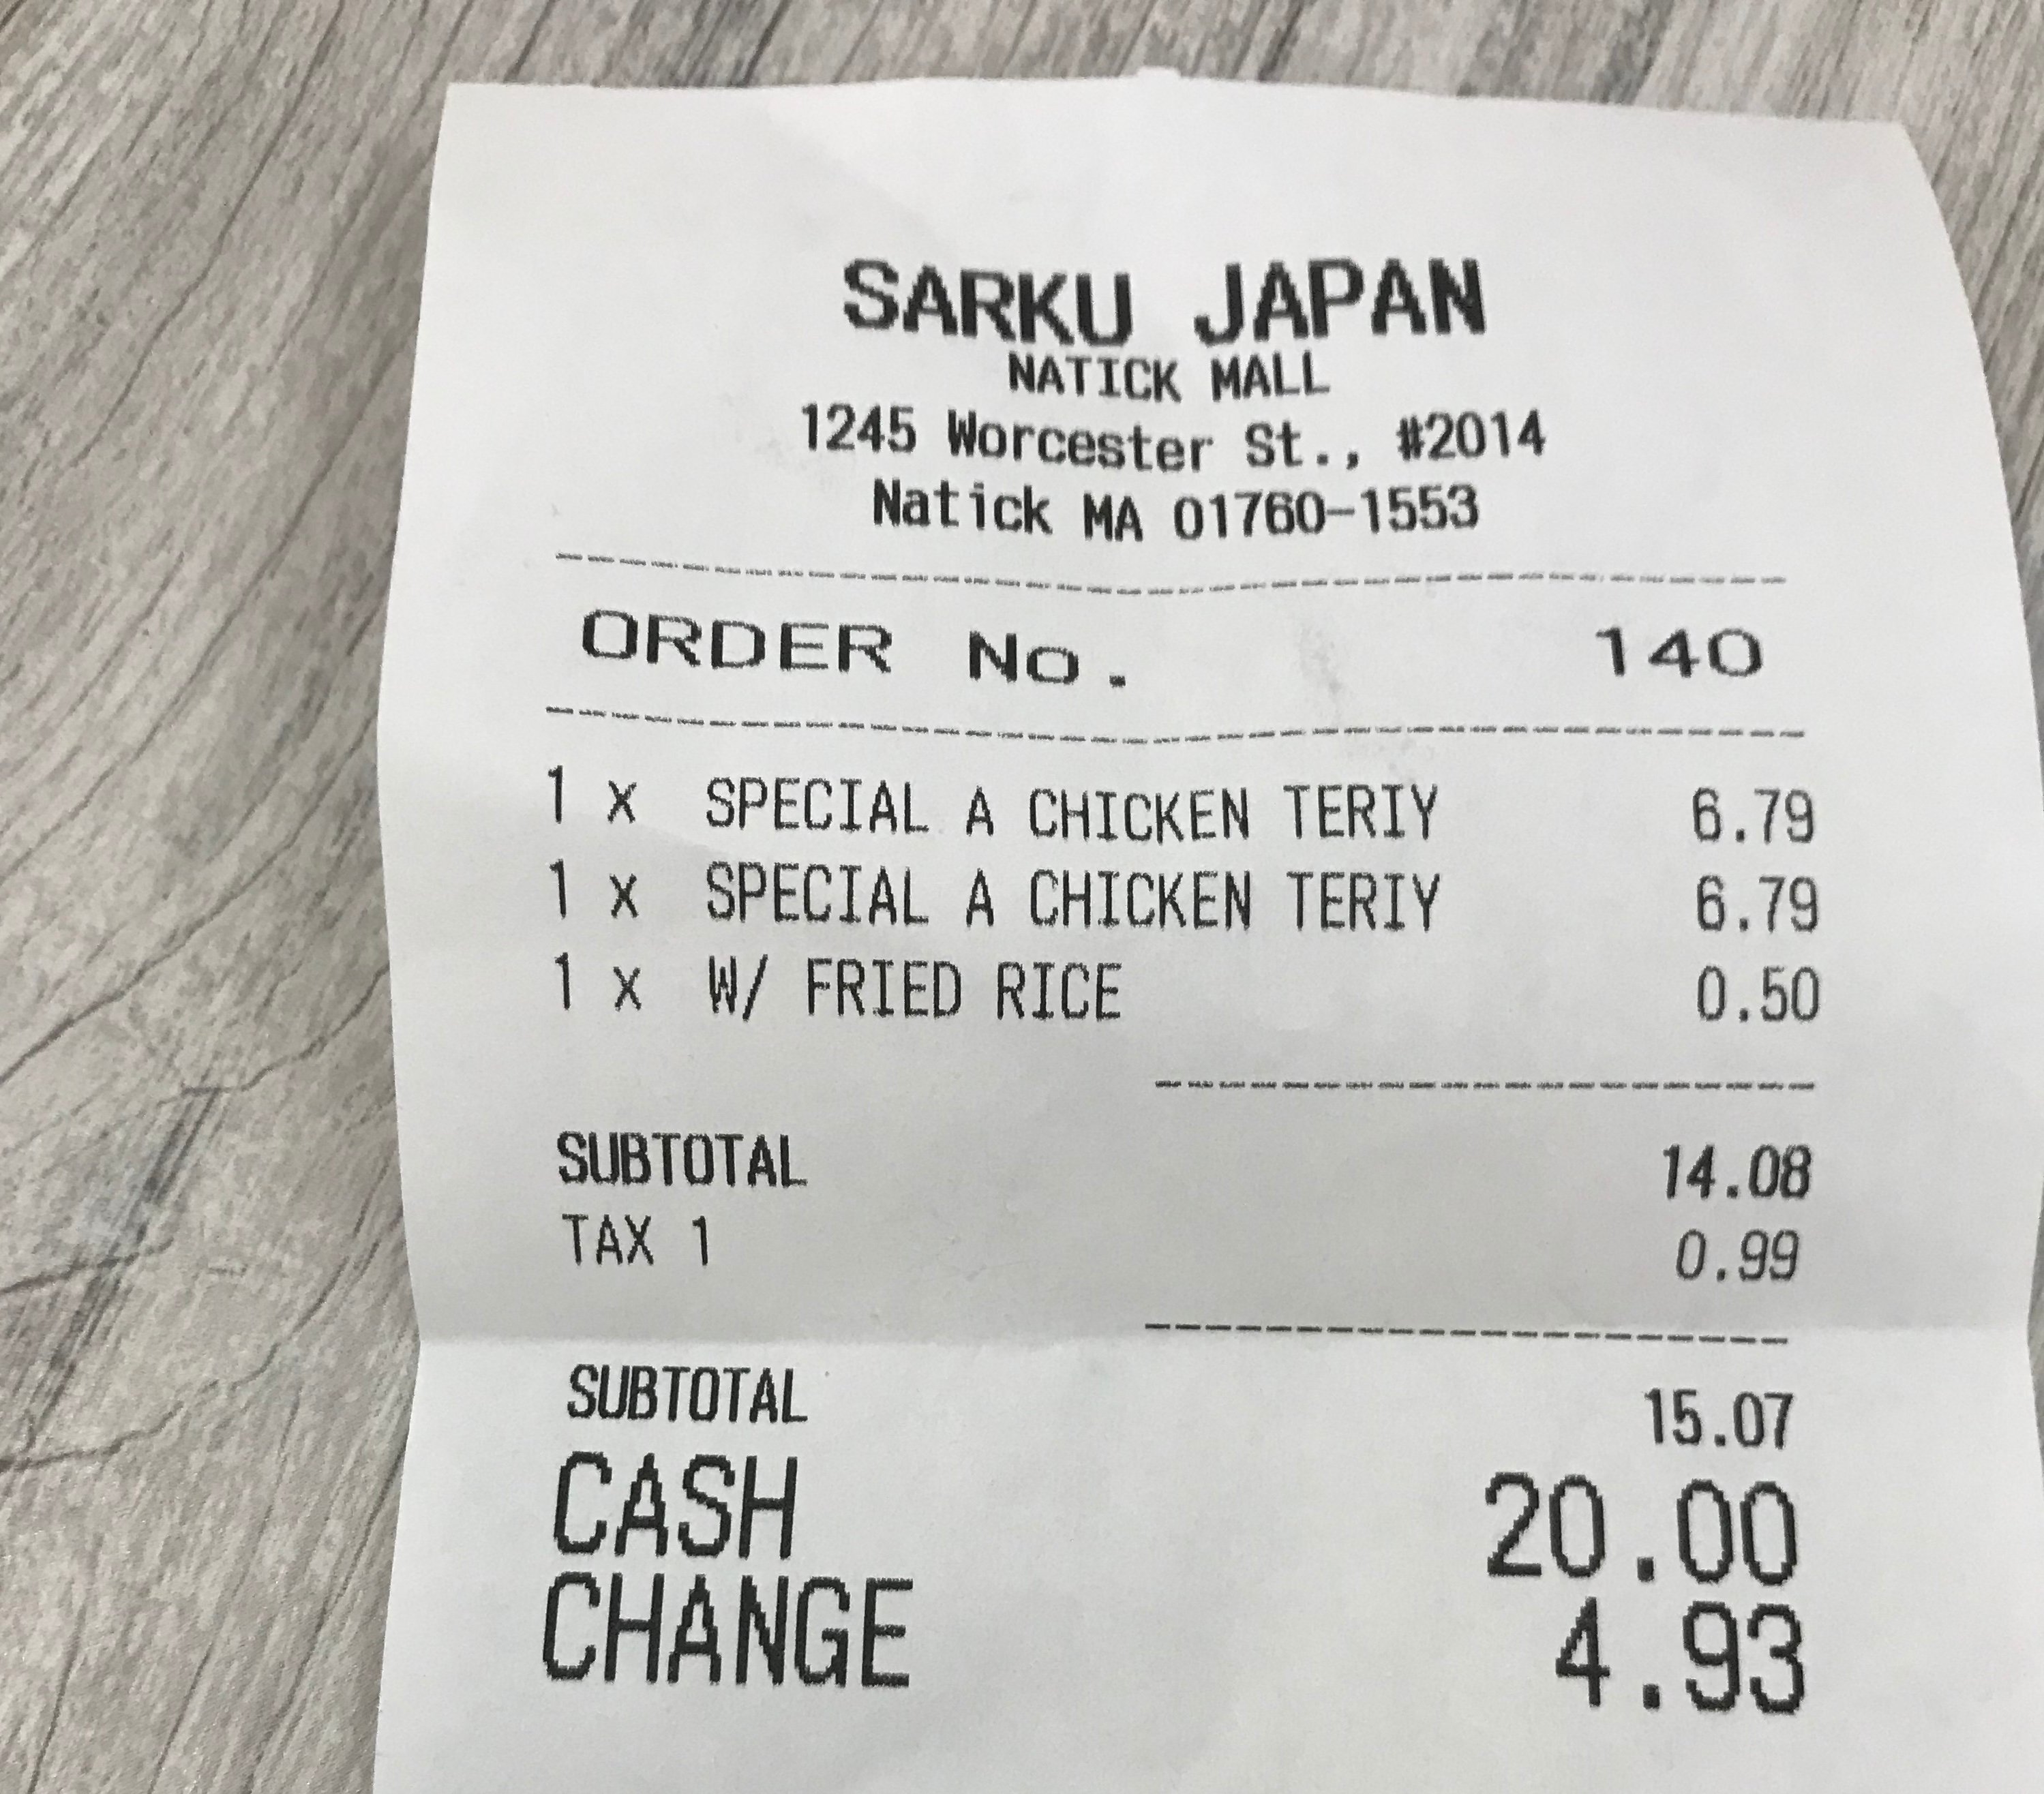 SARKU JAPAN
NATICK MALL
1245 Worcester St., #2014
Natick MA 01760-1553
ORDER No. 140
1 x SPECIAL A CHICKEN TERIY 6.79
1 x SPECIAL A CHICKEN TERIY 6.79
1 x W/ FRIED RICE 0.50
SUBTOTAL 14.08
TAX 1 0.99
SUBTOTAL 15.07
CASH 20.00
CHANGE 4.93